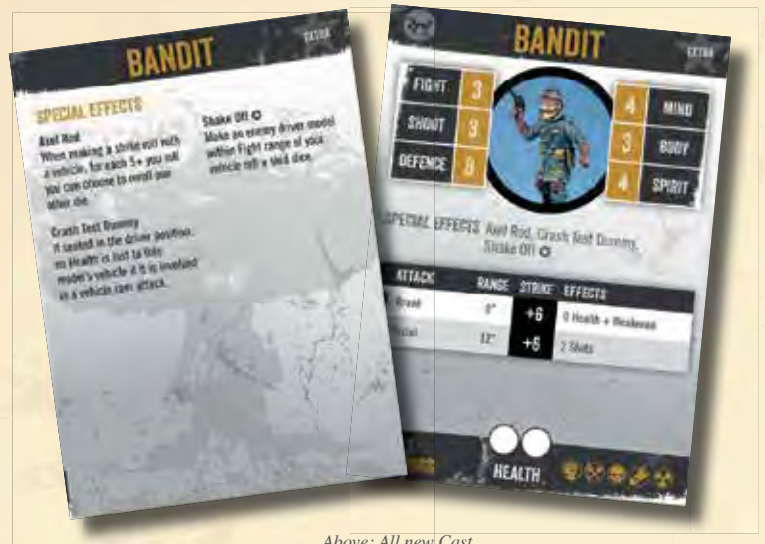 BANDIT
EXTRA
SPECIAL EFFECTS
Axel Rod
When making a strike roll with
a vehicle, for each 5+ you roll
you can choose to reroll one
other die.
Crash Test Dummy
If seated in the driver position,
no Health is lost to this
model's vehicle if it is involved
in a vehicle ram attack.
Shake Off
Make an enemy driver model
within Fight range of your
vehicle roll a skid dice.
BANDIT
EXTRA
FIGHT 3
SHOOT 3
DEFENCE
4 MIND
3 BODY
4 SPIRIT
SPECIAL EFFECTS Axel Rod, Crash Test Dummy,
Shake Off
ATTACK RANGE STRIKE EFFECTS
+6 0 Health + Weakened
12" +5 2 Shots
HEALTH
Above: All new Cast